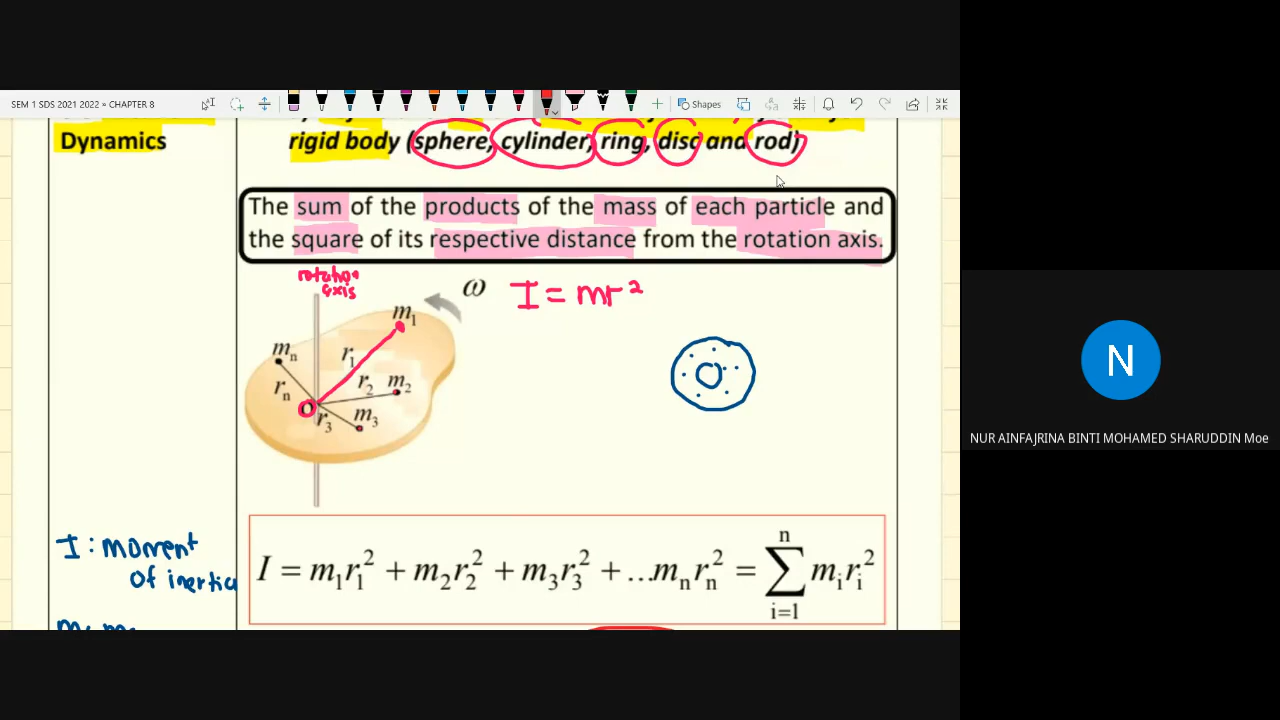 SEM 1 SDS 2021 2022 » CHAPTER 8
Shapes
Dynamics
rigid body (sphere, cylinder, ring, disc and rod)
The sum of the products of the mass of each particle and
the square of its respective distance from the rotation axis.
rotation
axis
ω
I = mr²
m₁
mₙ
r₁
r₂ m₂
rₙ
O
r₃ m₃
I : moment
of inertia
I = m₁r₁² + m₂r₂² + m₃r₃² + ...mₙrₙ² = ∑ᵢ₌₁ⁿ mᵢrᵢ²
N
NUR AINFAJRINA BINTI MOHAMED SHARUDDIN Moe